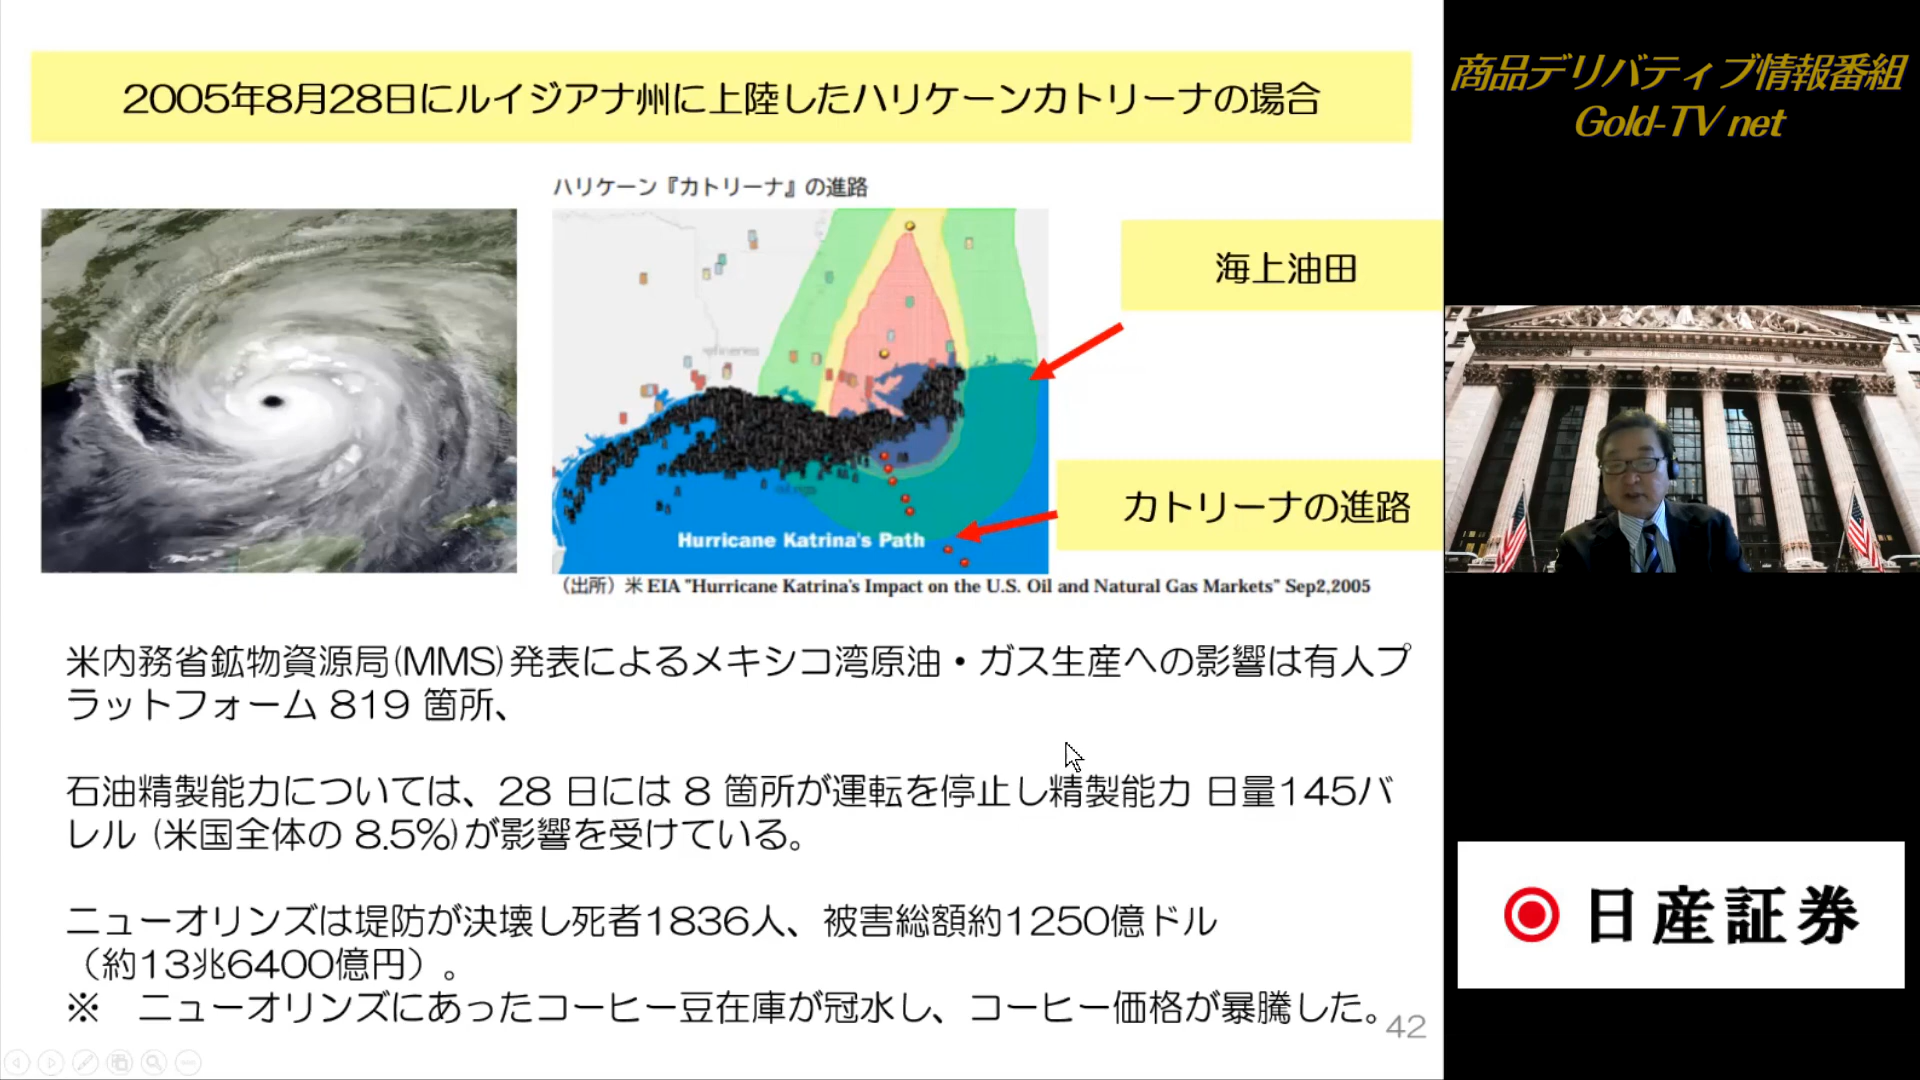 2005年8月28日にルイジアナ州に上陸したハリケーンカトリーナの場合
ハリケーン『カトリーナ』の進路
海上油田
カトリーナの進路
Hurricane Katrina's Path
（出所）米 EIA "Hurricane Katrina's Impact on the U.S. Oil and Natural Gas Markets" Sep2,2005
米内務省鉱物資源局(MMS)発表によるメキシコ湾原油・ガス生産への影響は有人プ
ラットフォーム 819 箇所、
石油精製能力については、28 日には 8 箇所が運転を停止し精製能力 日量145バ
レル (米国全体の 8.5%)が影響を受けている。
ニューオリンズは堤防が決壊し死者1836人、被害総額約1250億ドル
（約13兆6400億円）。
※　ニューオリンズにあったコーヒー豆在庫が冠水し、コーヒー価格が暴騰した。
42
商品デリバティブ情報番組
Gold-TV net
日産証券